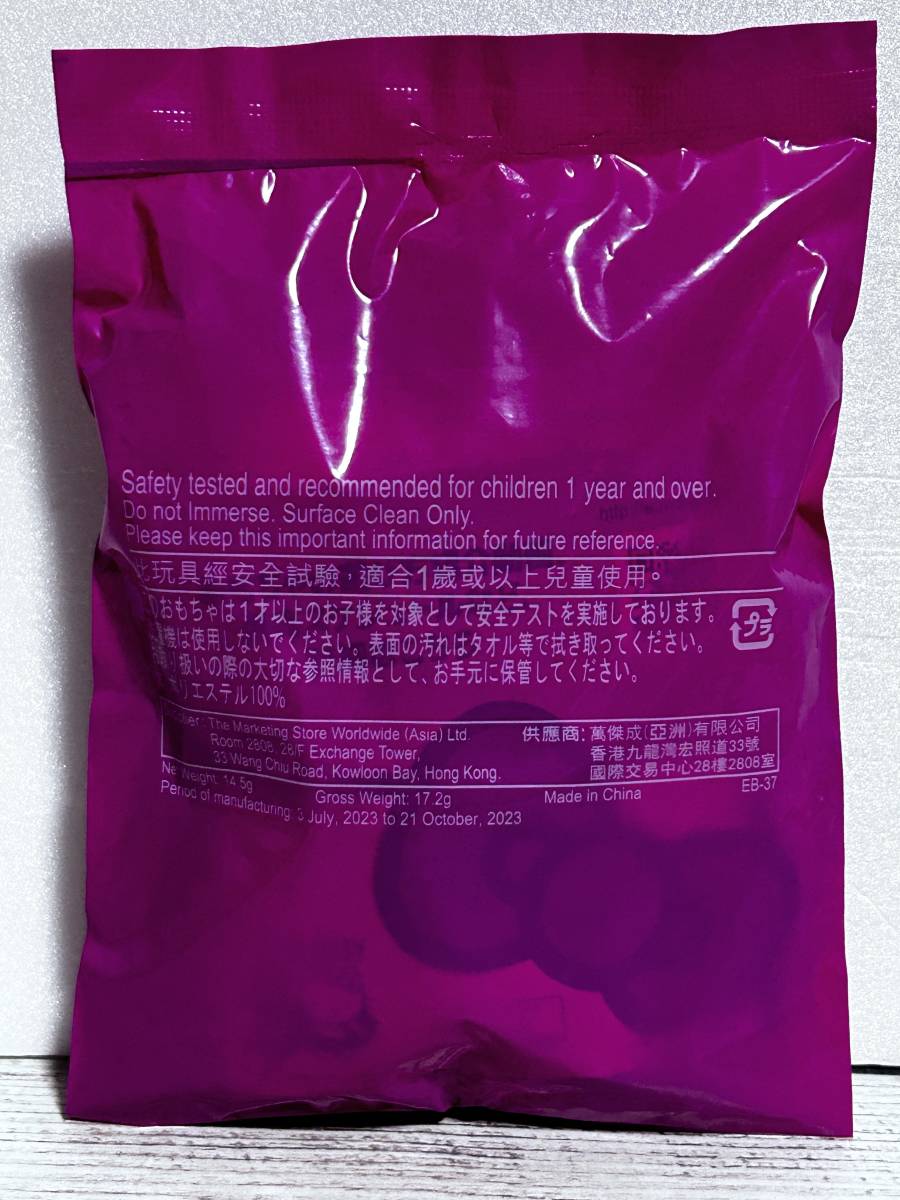 Safety tested and recommended for children 1 year and over.
Do not Immerse. Surface Clean Only.
Please keep this important information for future reference.
此玩具經安全試驗，適合1歲或以上兒童使用。
のおもちゃは1才以上のお子様を対象として安全テストを実施しております。
機は使用しないでください。表面の汚れはタオル等で拭き取ってください。
り扱いの際の大切な参照情報として、お手元に保管してください。
ポリエステル100%
プラ
The Marketing Store Worldwide (Asia) Ltd.
Room 2808, 28/F Exchange Tower,
33 Wang Chiu Road, Kowloon Bay, Hong Kong.
供應商: 萬傑成(亞洲)有限公司
香港九龍灣宏照道33號
國際交易中心28樓2808室
Net Weight: 14.5g Gross Weight: 17.2g Made in China EB-37
Period of manufacturing: 3 July, 2023 to 21 October, 2023